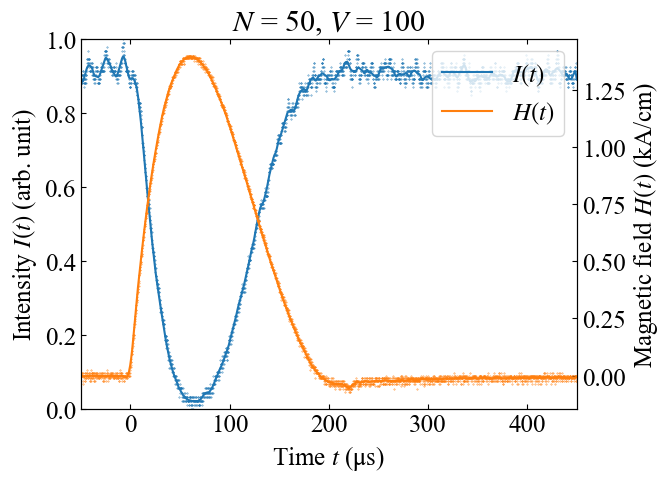 N = 50, V = 100
I(t)
H(t)
Intensity I(t) (arb. unit)
1.0
0.8
0.6
0.4
0.2
0.0
Magnetic field H(t) (kA/cm)
1.25
1.00
0.75
0.50
0.25
0.00
0 100 200 300 400
Time t (μs)